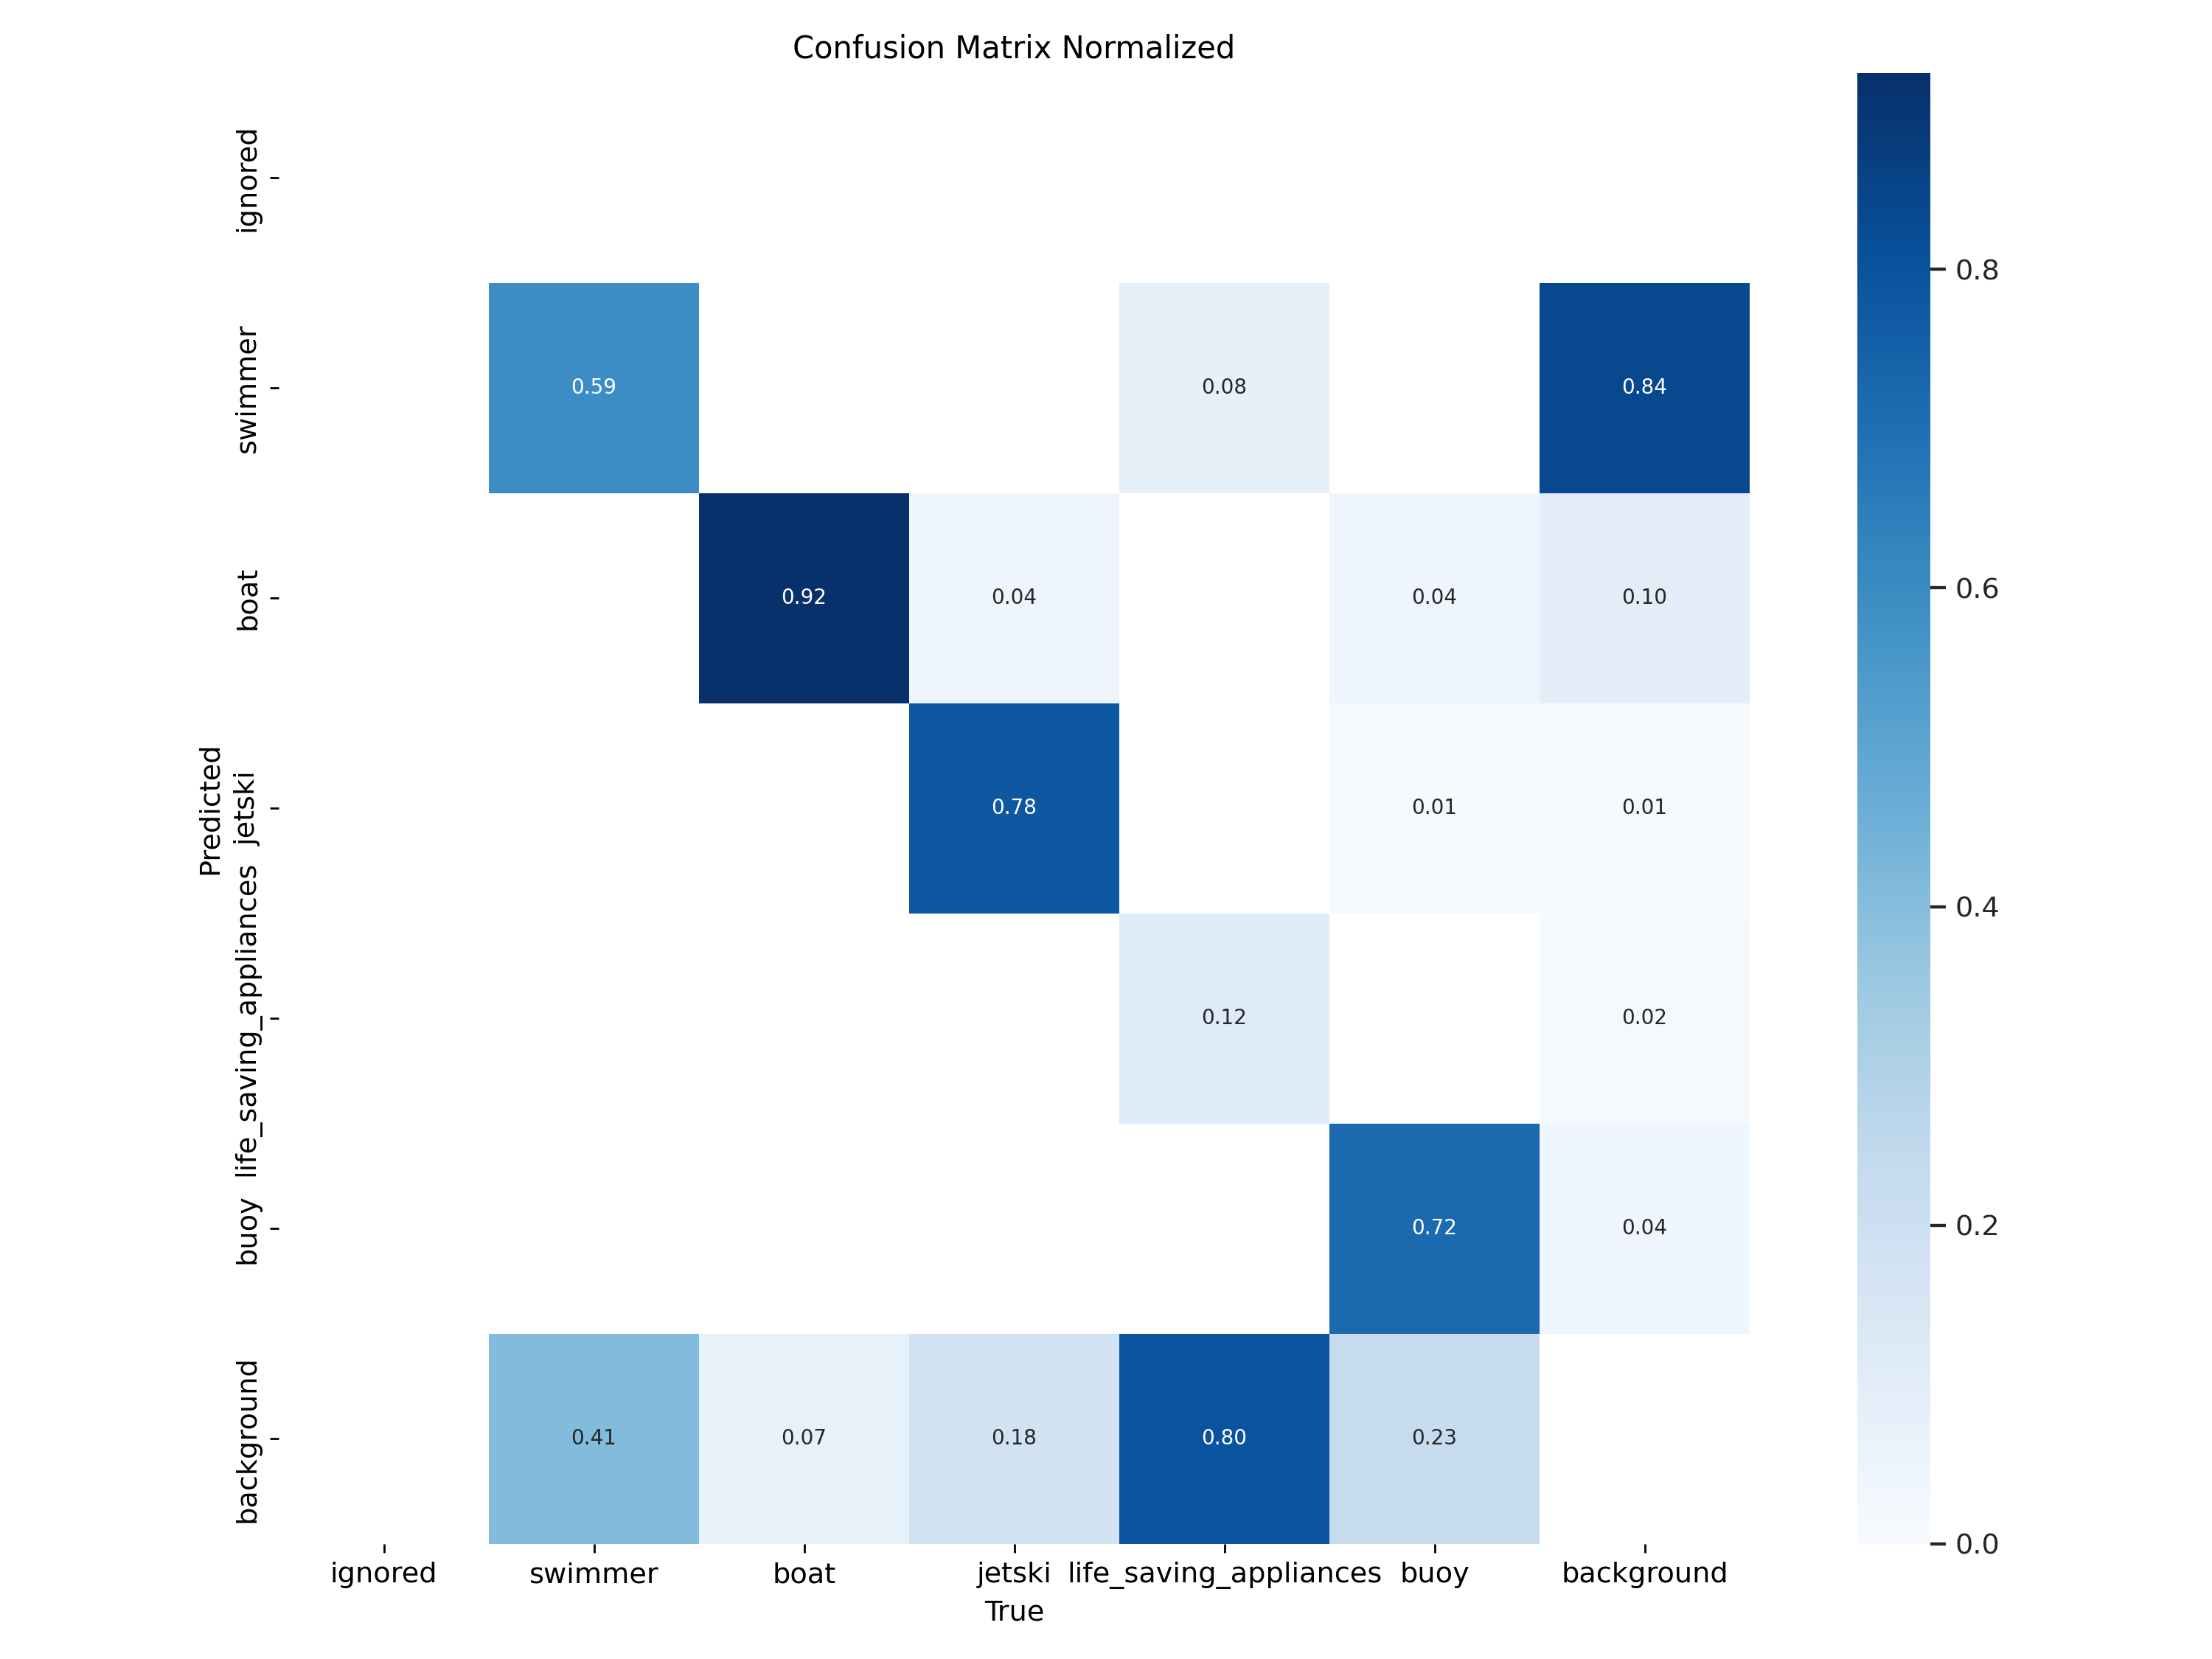 Confusion Matrix Normalized
Predicted
ignored
swimmer
0.59 0.08 0.84
boat
0.92 0.04 0.04 0.10
jetski
0.78 0.01 0.01
life_saving_appliances
0.12 0.02
buoy
0.72 0.04
background
0.41 0.07 0.18 0.80 0.23
ignored swimmer boat jetski life_saving_appliances buoy background
True
0.8
0.6
0.4
0.2
0.0